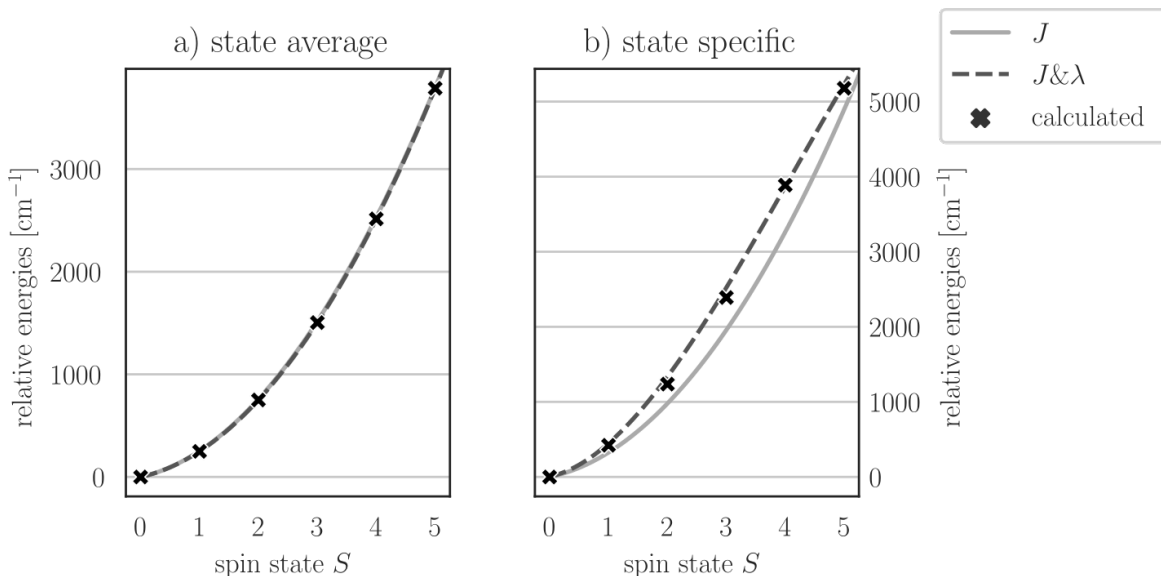 a) state average
relative energies [cm⁻¹]
3000
2000
1000
0
0 1 2 3 4 5
spin state S
b) state specific
5000
4000
3000
2000
1000
0
relative energies [cm⁻¹]
0 1 2 3 4 5
spin state S
J
J&λ
calculated